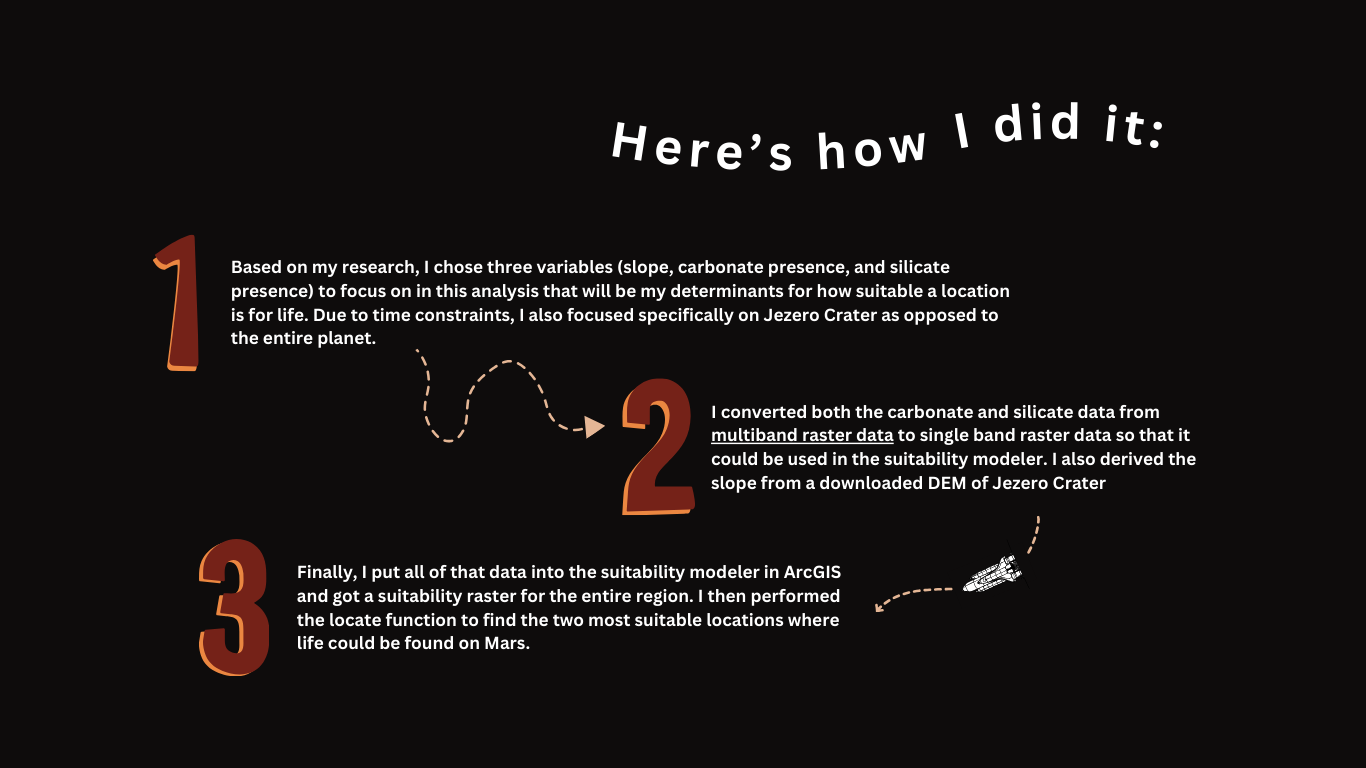 Here’s how I did it:
1
Based on my research, I chose three variables (slope, carbonate presence, and silicate
presence) to focus on in this analysis that will be my determinants for how suitable a location
is for life. Due to time constraints, I also focused specifically on Jezero Crater as opposed to
the entire planet.
2
I converted both the carbonate and silicate data from
multiband raster data to single band raster data so that it
could be used in the suitability modeler. I also derived the
slope from a downloaded DEM of Jezero Crater
3
Finally, I put all of that data into the suitability modeler in ArcGIS
and got a suitability raster for the entire region. I then performed
the locate function to find the two most suitable locations where
life could be found on Mars.